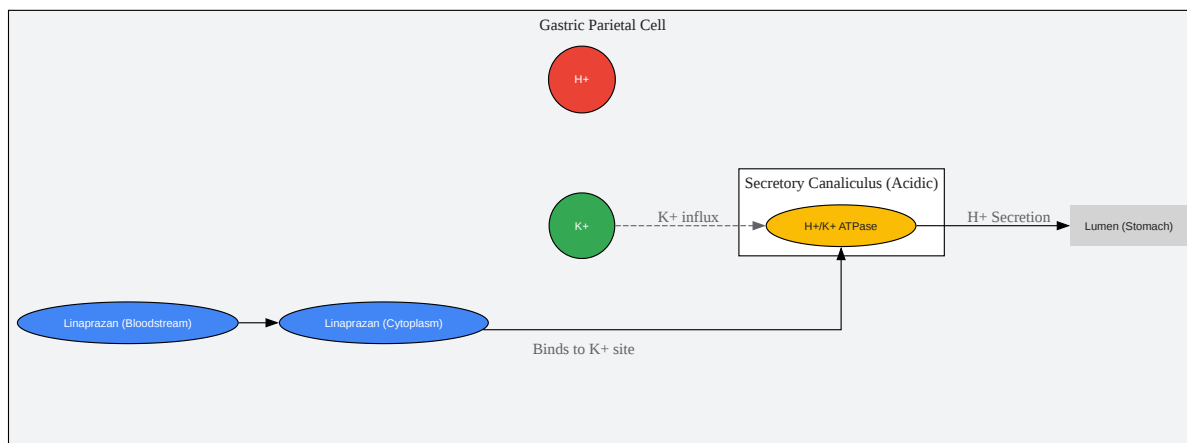 Gastric Parietal Cell
H+
Secretory Canaliculus (Acidic)
K+
K+ influx
H+/K+ ATPase
H+ Secretion
Lumen (Stomach)
Linaprazan (Bloodstream)
Linaprazan (Cytoplasm)
Binds to K+ site